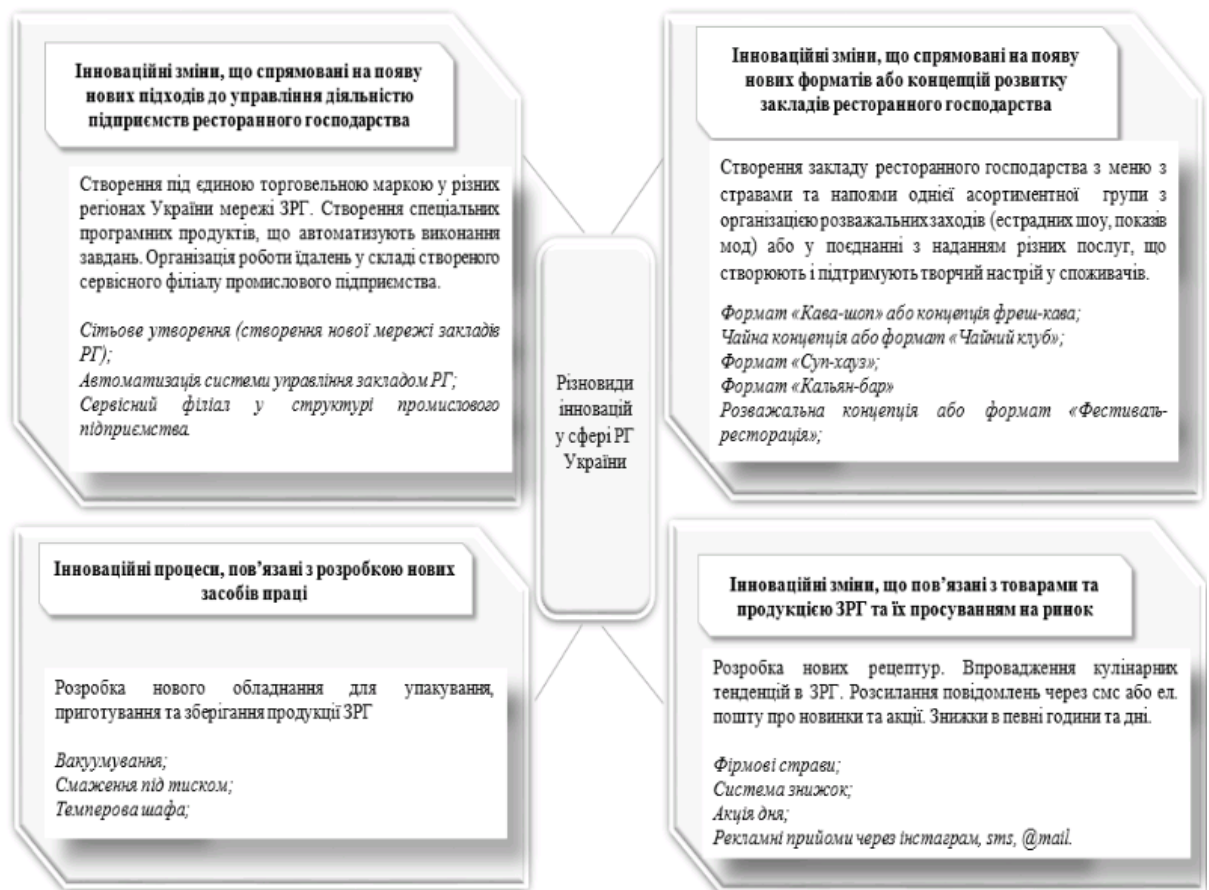 Інноваційні зміни, що спрямовані на появу
нових підходів до управління діяльністю
підприємств ресторанного господарства
Створення під єдиною торговельною маркою у різних
регіонах України мережі ЗРГ. Створення спеціальних
програмних продуктів, що автоматизують виконання
завдань. Організація роботи їдалень у складі створеного
сервісного філіалу промислового підприємства.
Сітьове утворення (створення нової мережі закладів
РГ);
Автоматизація системи управління закладом РГ;
Сервісний філіал у структурі промислового
підприємства.
Інноваційні зміни, що спрямовані на появу
нових форматів або концепцій розвитку
закладів ресторанного господарства
Створення закладу ресторанного господарства з меню з
стравами та напоями однієї асортиментної групи з
організацією розважальних заходів (естрадних шоу, показів
мод) або у поєднанні з наданням різних послуг, що
створюють і підтримують творчий настрій у споживачів.
Формат «Кава-шоп» або концепція фреш-кава;
Чайна концепція або формат «Чайний клуб»;
Формат «Суп-хауз»;
Формат «Кальян-бар»
Розважальна концепція або формат «Фестиваль-
ресторація»;
Різновиди
інновацій
у сфері РГ
України
Інноваційні процеси, пов’язані з розробкою нових
засобів праці
Розробка нового обладнання для упакування,
приготування та зберігання продукції ЗРГ
Вакуумування;
Смаження під тиском;
Темперова шафа;
Інноваційні зміни, що пов’язані з товарами та
продукцією ЗРГ та їх просуванням на ринок
Розробка нових рецептур. Впровадження кулінарних
тенденцій в ЗРГ. Розсилання повідомлень через смс або ел.
пошту про новинки та акції. Знижки в певні години та дні.
Фірмові страви;
Система знижок;
Акція дня;
Рекламні прийоми через інстаграм, sms, @mail.